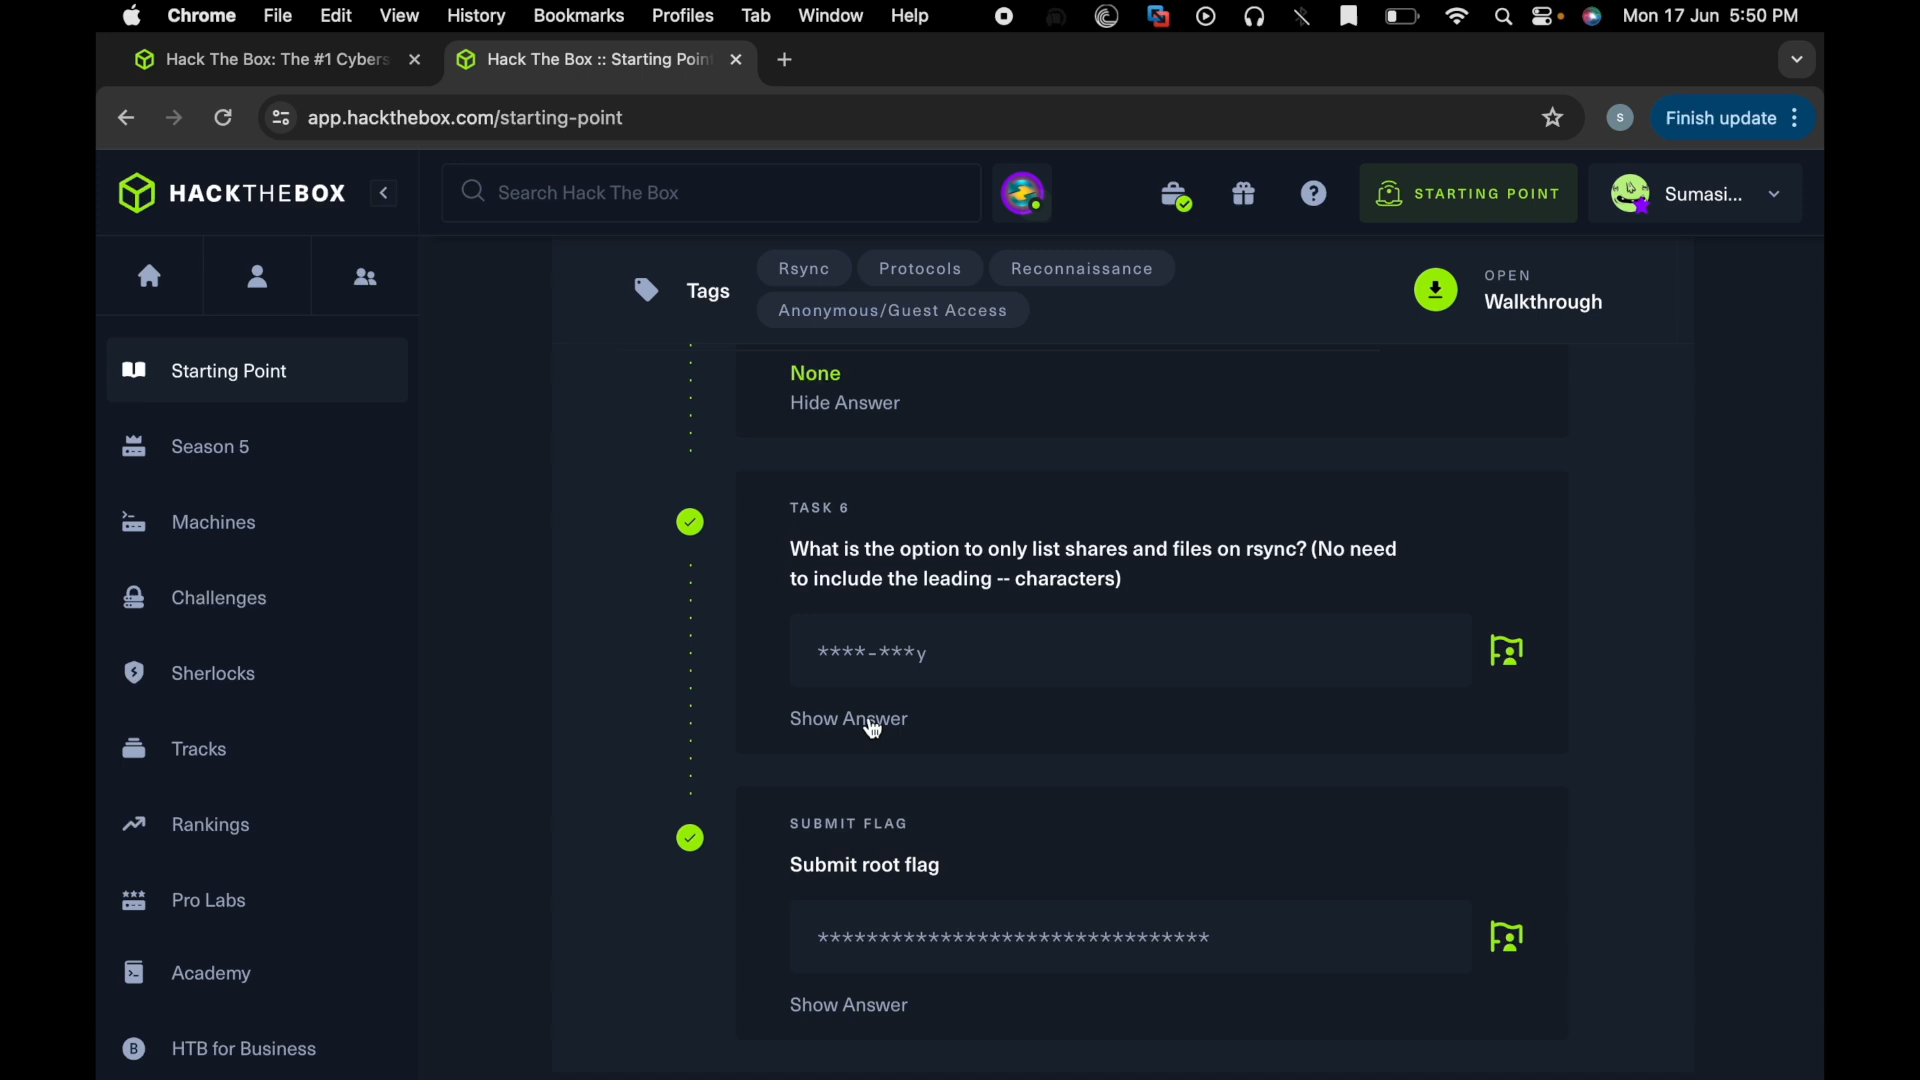 Chrome File Edit View History Bookmarks Profiles Tab Window Help Mon 17 Jun 5:50 PM
Hack The Box: The #1 Cybers Hack The Box :: Starting Poin
app.hackthebox.com/starting-point S Finish update
HACKTHEBOX Search Hack The Box STARTING POINT Sumasi...
Tags
Rsync Protocols Reconnaissance
Anonymous/Guest Access
OPEN
Walkthrough
Starting Point
Season 5
Machines
Challenges
Sherlocks
Tracks
Rankings
Pro Labs
Academy
B HTB for Business
None
Hide Answer
TASK 6
What is the option to only list shares and files on rsync? (No need
to include the leading -- characters)
****-***y
Show Answer
SUBMIT FLAG
Submit root flag
********************************
Show Answer